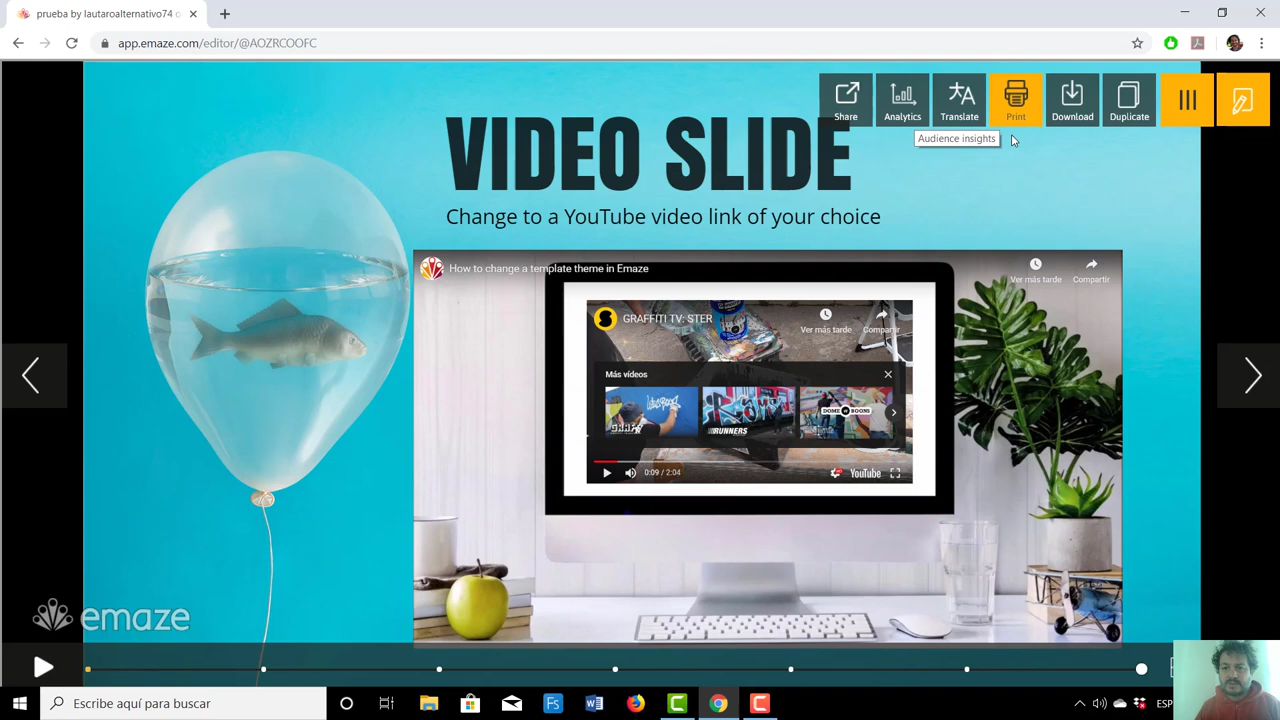 prueba by lautaroalternativo74 o
app.emaze.com/editor/@AOZRCOOFC
Share
Analytics
Translate
Print
Download
Duplicate
Audience insights
VIDEO SLIDE
Change to a YouTube video link of your choice
How to change a template theme in Emaze
Ver más tarde
Compartir
GRAFFITI TV: STER
Ver más tarde
Compartir
Más vídeos
RUNNERS
DOME
BOONS
0:09 / 2:04
YouTube
emaze
Escribe aquí para buscar
ESP